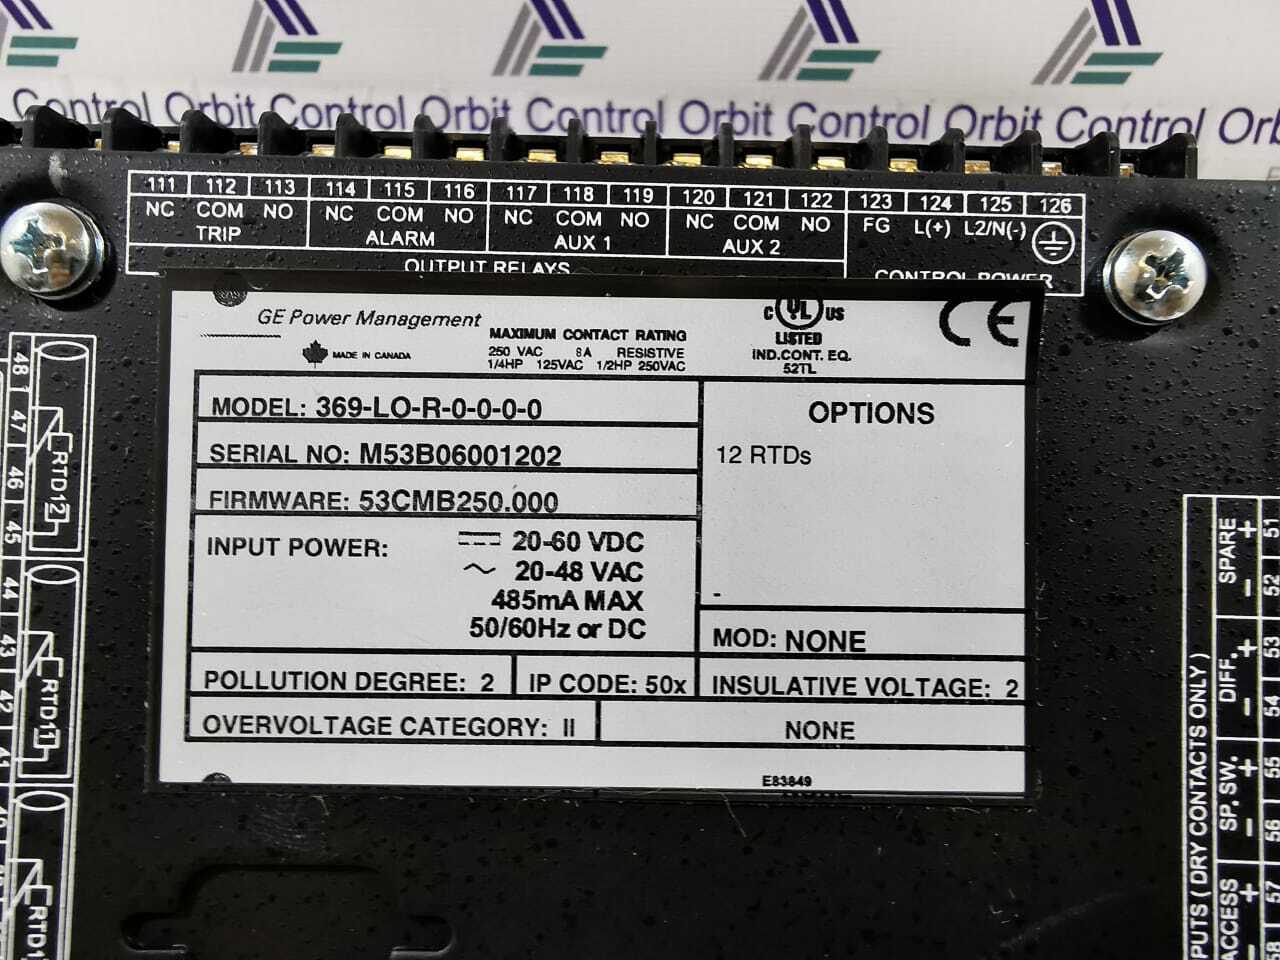 Control Orbit Control Orbit Control Orbit Control Orbit Control Orb
111 112 113 114 115 116 117 118 119 120 121 122 123 124 125 126
NC COM NO NC COM NO NC COM NO NC COM NO FG L(+) L2/N(-)
TRIP ALARM AUX 1 AUX 2
OUTPUT RELAYS CONTROL POWER
GE Power Management
MADE IN CANADA
MAXIMUM CONTACT RATING
250 VAC 8A RESISTIVE
1/4HP 125VAC 1/2HP 250VAC
C UL US
LISTED
IND.CONT. EQ.
52TL
CE
MODEL: 369-LO-R-0-0-0-0
SERIAL NO: M53B06001202
FIRMWARE: 53CMB250.000
INPUT POWER: 20-60 VDC
20-48 VAC
485mA MAX
50/60Hz or DC
OPTIONS
12 RTDs
-
MOD: NONE
POLLUTION DEGREE: 2 IP CODE: 50x INSULATIVE VOLTAGE: 2
OVERVOLTAGE CATEGORY: II NONE
E83849
48
47
46
45
44
43
42
41
RTD12
RTD11
PUTS ( DRY CONTACTS ONLY )
SPARE
DIFF.
SP. SW.
ACCESS
+ -
+ -
+ -
+
51
52
53
54
55
56
57
58